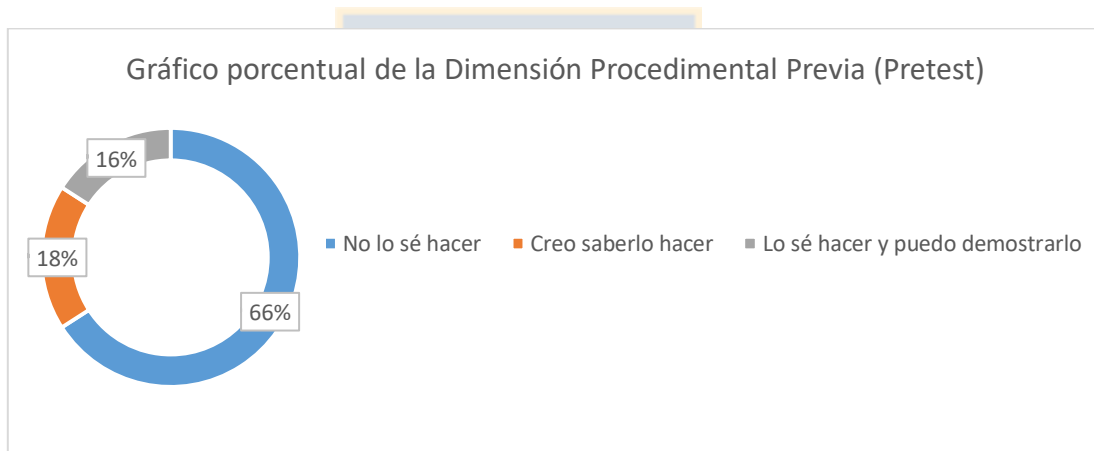 Gráfico porcentual de la Dimensión Procedimental Previa (Pretest)
16%
18%
66%
No lo sé hacer
Creo saberlo hacer
Lo sé hacer y puedo demostrarlo